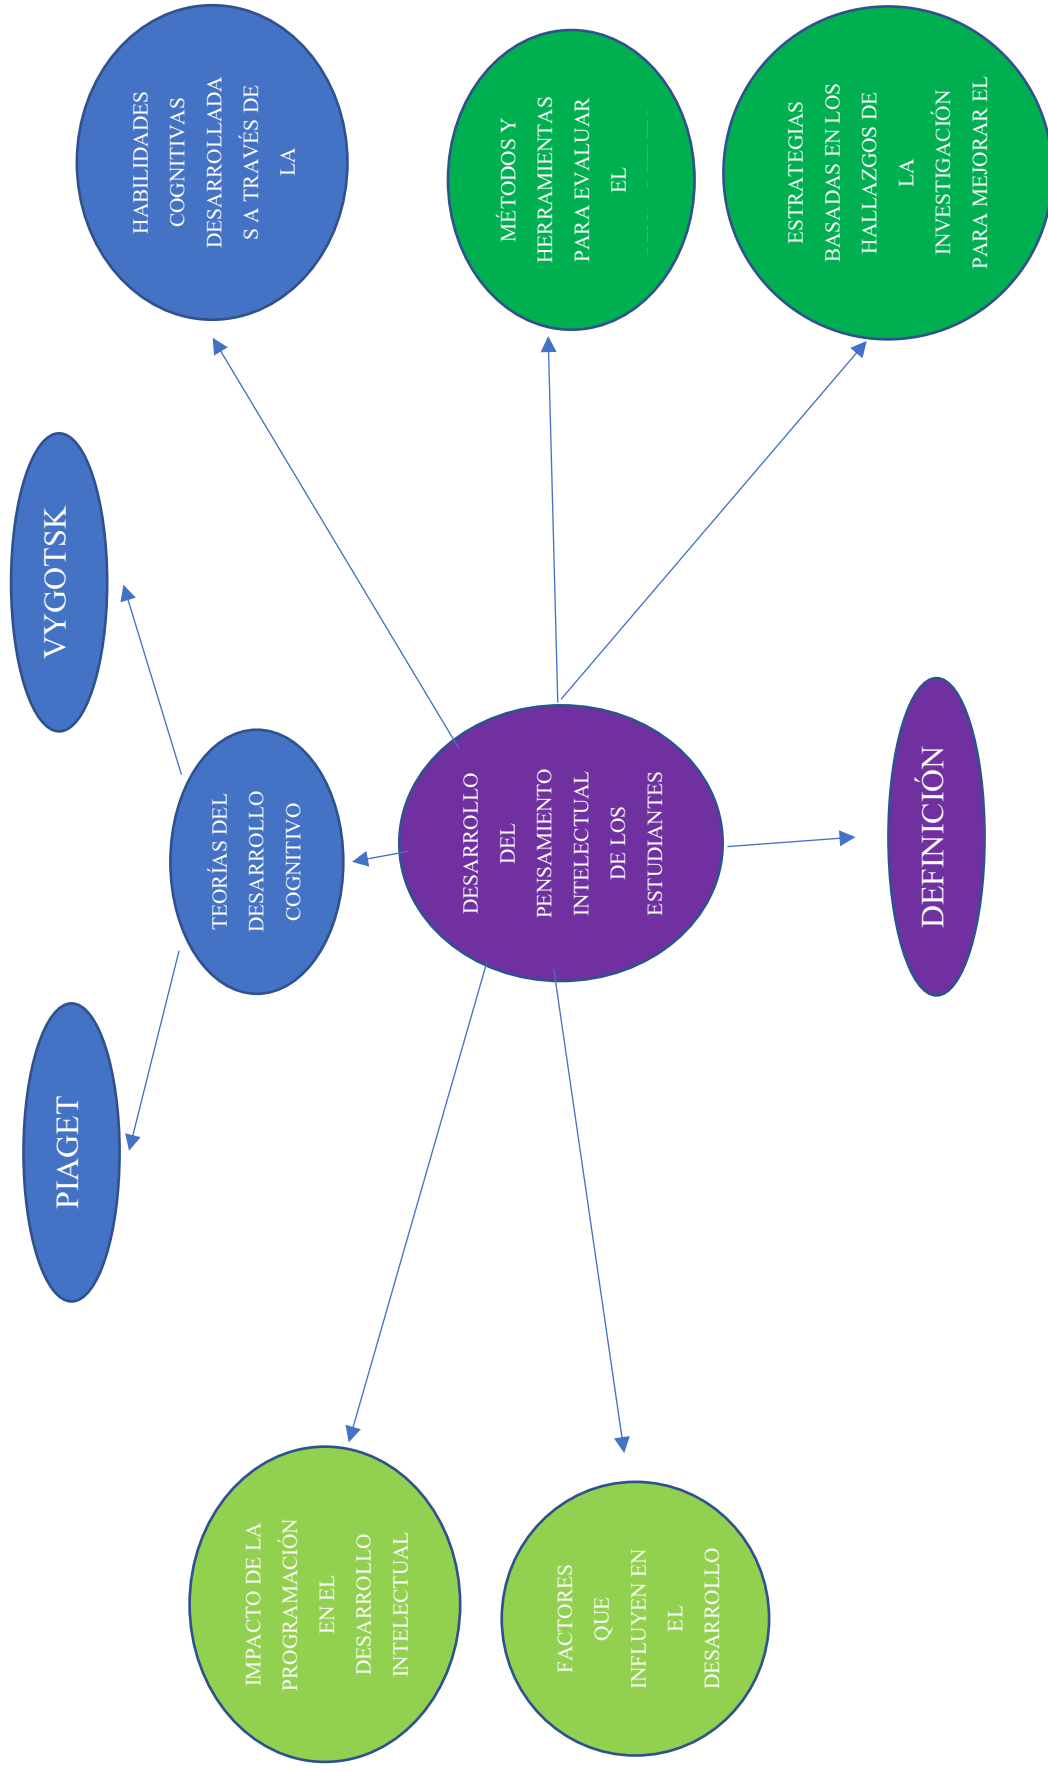 PIAGET
VYGOTSK
TEORÍAS DEL
DESARROLLO
COGNITIVO
IMPACTO DE LA
PROGRAMACIÓN
EN EL
DESARROLLO
INTELECTUAL
HABILIDADES
COGNITIVAS
DESARROLLADA
S A TRAVÉS DE
LA
DESARROLLO
DEL
PENSAMIENTO
INTELECTUAL
DE LOS
ESTUDIANTES
FACTORES
QUE
INFLUYEN EN
EL
DESARROLLO
MÉTODOS Y
HERRAMIENTAS
PARA EVALUAR
EL
DEFINICIÓN
ESTRATEGIAS
BASADAS EN LOS
HALLAZGOS DE
LA
INVESTIGACIÓN
PARA MEJORAR EL